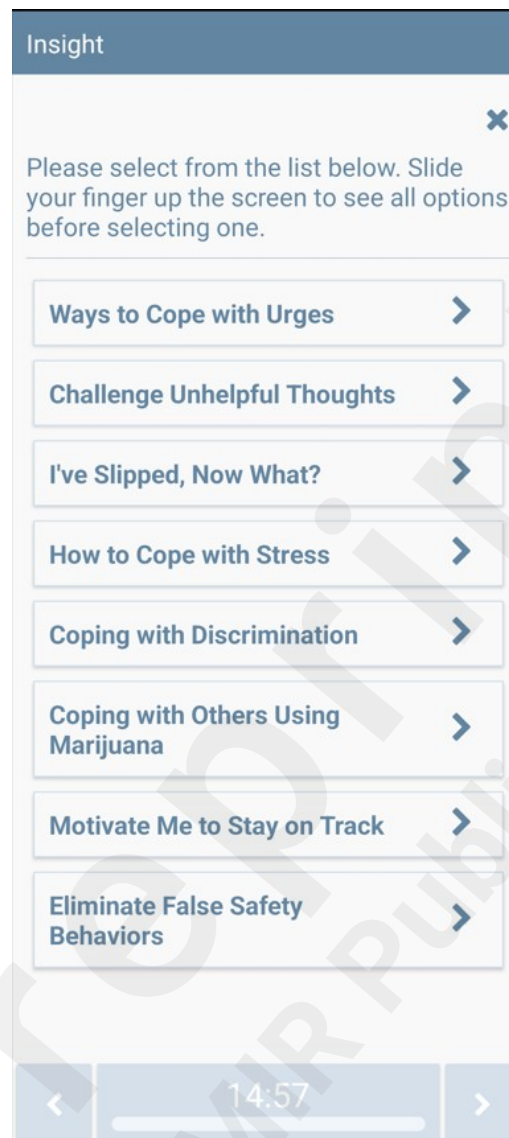 Insight
Please select from the list below. Slide
your finger up the screen to see all options
before selecting one.
Ways to Cope with Urges
Challenge Unhelpful Thoughts
I've Slipped, Now What?
How to Cope with Stress
Coping with Discrimination
Coping with Others Using
Marijuana
Motivate Me to Stay on Track
Eliminate False Safety
Behaviors
14:57